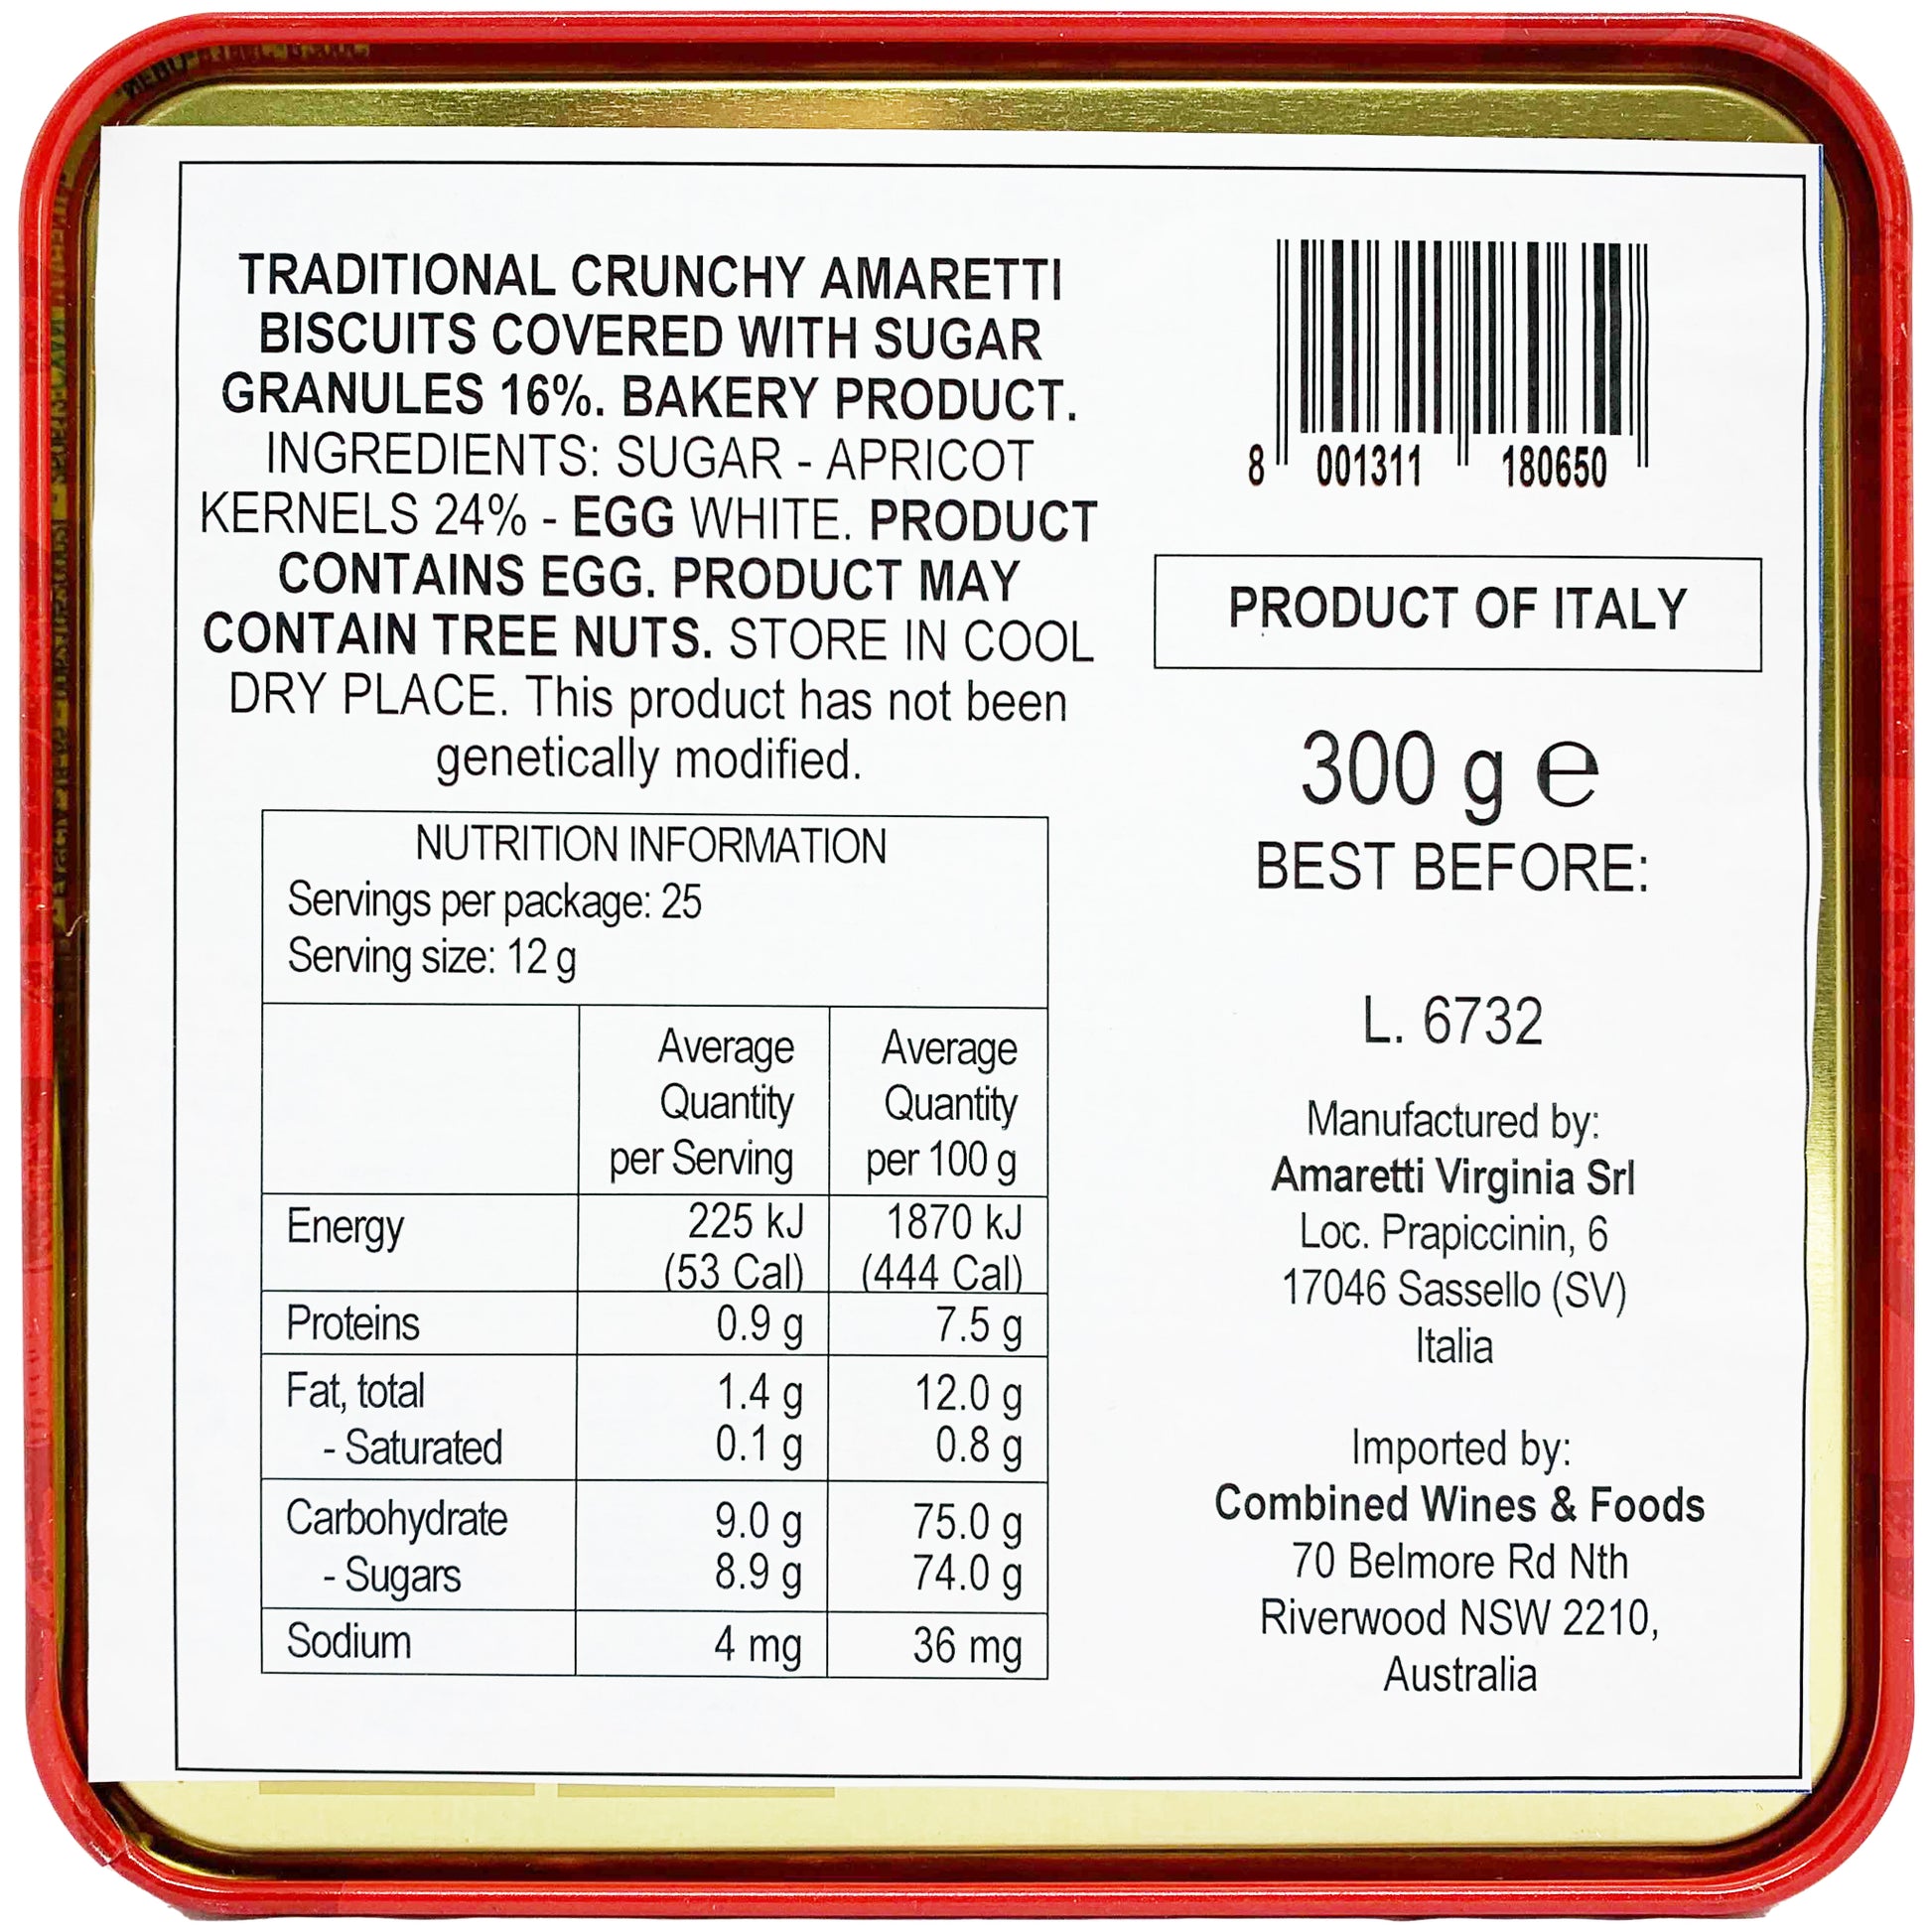 TRADITIONAL CRUNCHY AMARETTI
BISCUITS COVERED WITH SUGAR
GRANULES 16%. BAKERY PRODUCT.
INGREDIENTS: SUGAR - APRICOT
KERNELS 24% - EGG WHITE. PRODUCT
CONTAINS EGG. PRODUCT MAY
CONTAIN TREE NUTS. STORE IN COOL
DRY PLACE. This product has not been
genetically modified.
NUTRITION INFORMATION
Servings per package: 25
Serving size: 12 g
Average Quantity per Serving
Average Quantity per 100 g
Energy 225 kJ 1870 kJ
(53 Cal) (444 Cal)
Proteins 0.9 g 7.5 g
Fat, total 1.4 g 12.0 g
- Saturated 0.1 g 0.8 g
Carbohydrate 9.0 g 75.0 g
- Sugars 8.9 g 74.0 g
Sodium 4 mg 36 mg
8 001311 180650
PRODUCT OF ITALY
300 g e
BEST BEFORE:
L. 6732
Manufactured by:
Amaretti Virginia Srl
Loc. Prapiccinin, 6
17046 Sassello (SV)
Italia
Imported by:
Combined Wines & Foods
70 Belmore Rd Nth
Riverwood NSW 2210,
Australia